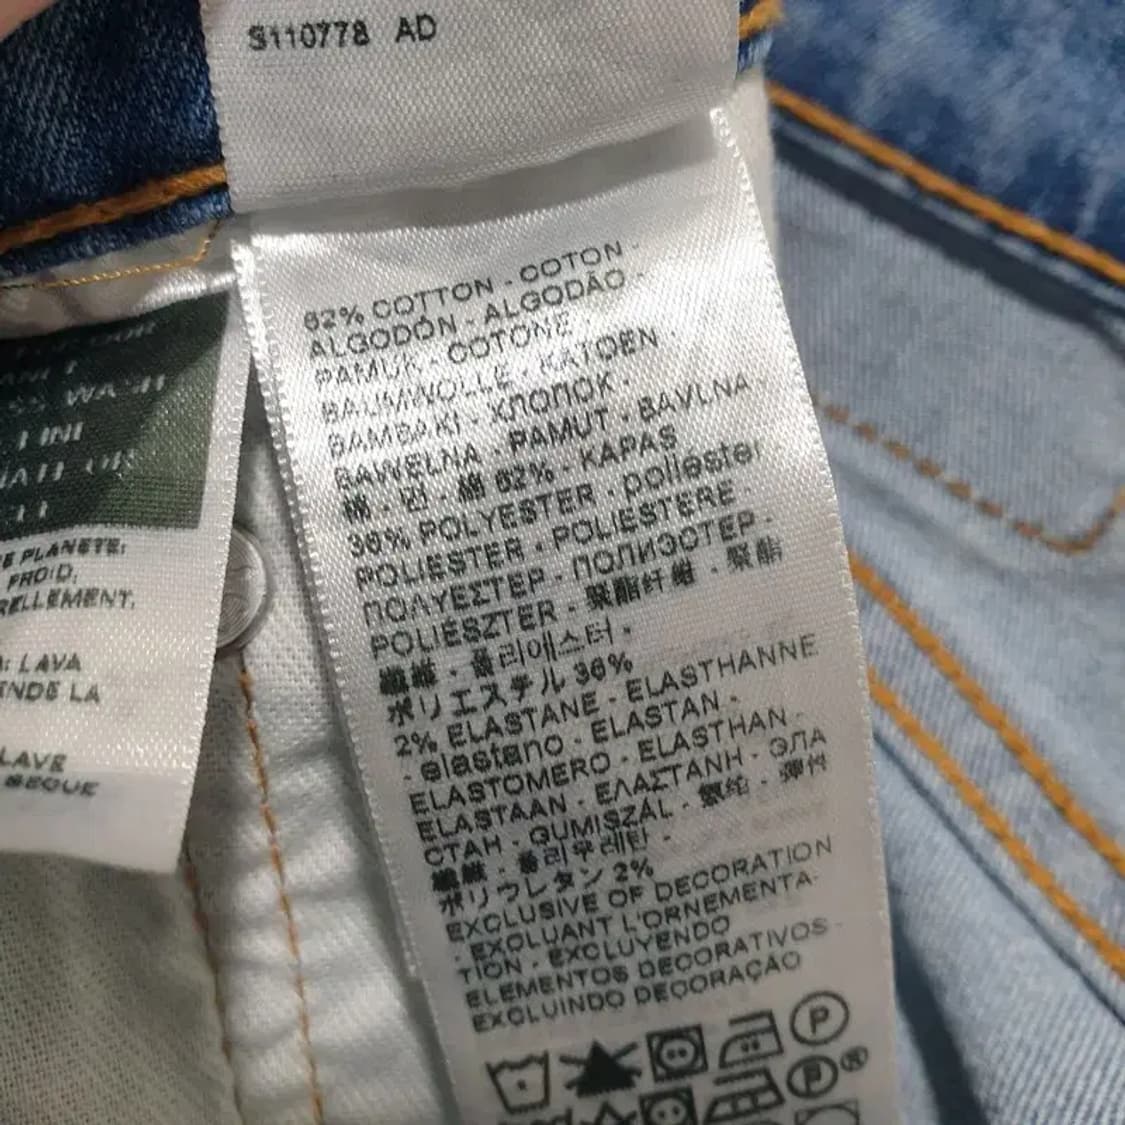 S110778 AD
62% COTTON - COTON -
ALGODÓN - ALGODÃO -
PAMUK - COTONE -
BAUMWOLLE - KATOEN
BAMBAKI - ХЛОПОК -
BAWEŁNA - PAMUT - BAVLNA -
棉 - 면 - 綿 62% - KAPAS
36% POLYESTER - poliéster -
POLIESTER - POLIESTERE -
ΠΟΛΥΕΣΤΕΡ - ПОЛИЭСТЕР -
POLIÉSZTER - 聚酯纤维 - 聚酯
纖維 - 폴리에스터 -
ポリエステル 36%
2% ELASTANE - ELASTHANNE
- elastano - ELASTAN -
ELASTOMERO - ELASTHAN -
ELASTAAN - ΕΛΑΣΤΑΝΗ - ЭЛА
СТАН - GUMISZÁL - 氨纶 - 彈性
纖維 - 폴리우레탄 -
ポリウレタン 2%
EXCLUSIVE OF DECORATION
- EXCLUANT L'ORNEMENTA-
TION - EXCLUYENDO
ELEMENTOS DECORATIVOS -
EXCLUINDO DECORAÇÃO
P
P
WASH
PLANÈTE:
FROID,
RELLEMENT.
: LAVA
LA
LAVE